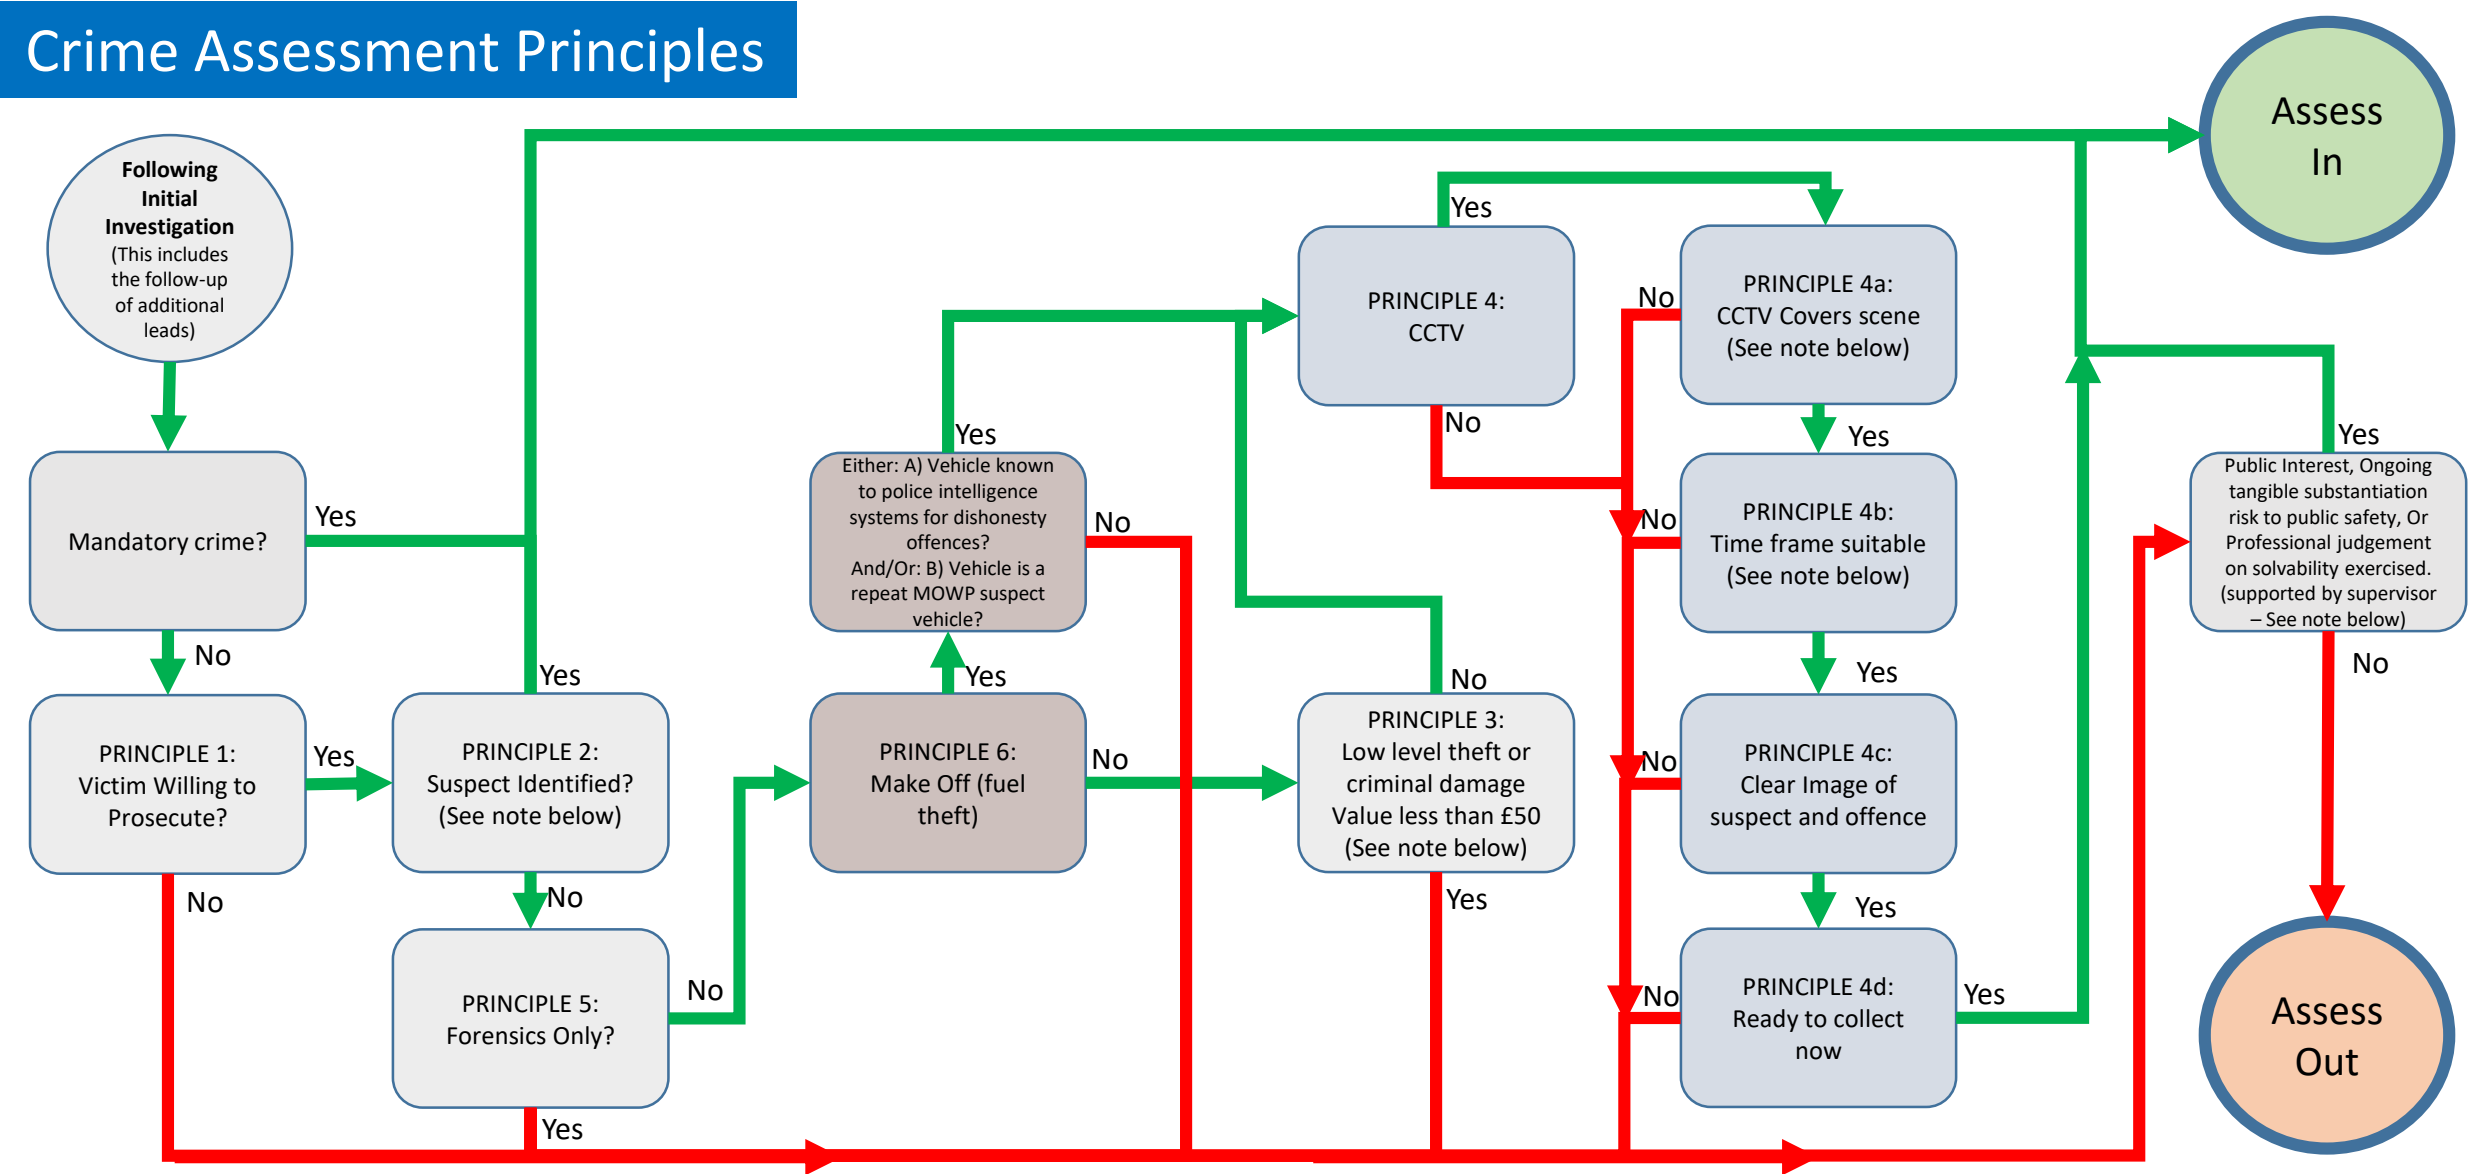 Crime Assessment Principles
Assess
In
Following
Initial
Investigation
(This includes
the follow-up
of additional
leads)
Mandatory crime?
Yes
No
PRINCIPLE 1:
Victim Willing to
Prosecute?
Yes
No
PRINCIPLE 2:
Suspect Identified?
(See note below)
Yes
No
PRINCIPLE 5:
Forensics Only?
No
Yes
PRINCIPLE 6:
Make Off (fuel
theft)
Yes
No
Either: A) Vehicle known
to police intelligence
systems for dishonesty
offences?
And/Or: B) Vehicle is a
repeat MOWP suspect
vehicle?
Yes
No
PRINCIPLE 3:
Low level theft or
criminal damage
Value less than £50
(See note below)
No
Yes
PRINCIPLE 4:
CCTV
Yes
No
PRINCIPLE 4a:
CCTV Covers scene
(See note below)
No
Yes
PRINCIPLE 4b:
Time frame suitable
(See note below)
No
Yes
PRINCIPLE 4c:
Clear Image of
suspect and offence
No
Yes
PRINCIPLE 4d:
Ready to collect
now
No
Yes
Public Interest, Ongoing
tangible substantiation
risk to public safety, Or
Professional judgement
on solvability exercised.
(supported by supervisor
– See note below)
Yes
No
Assess
Out